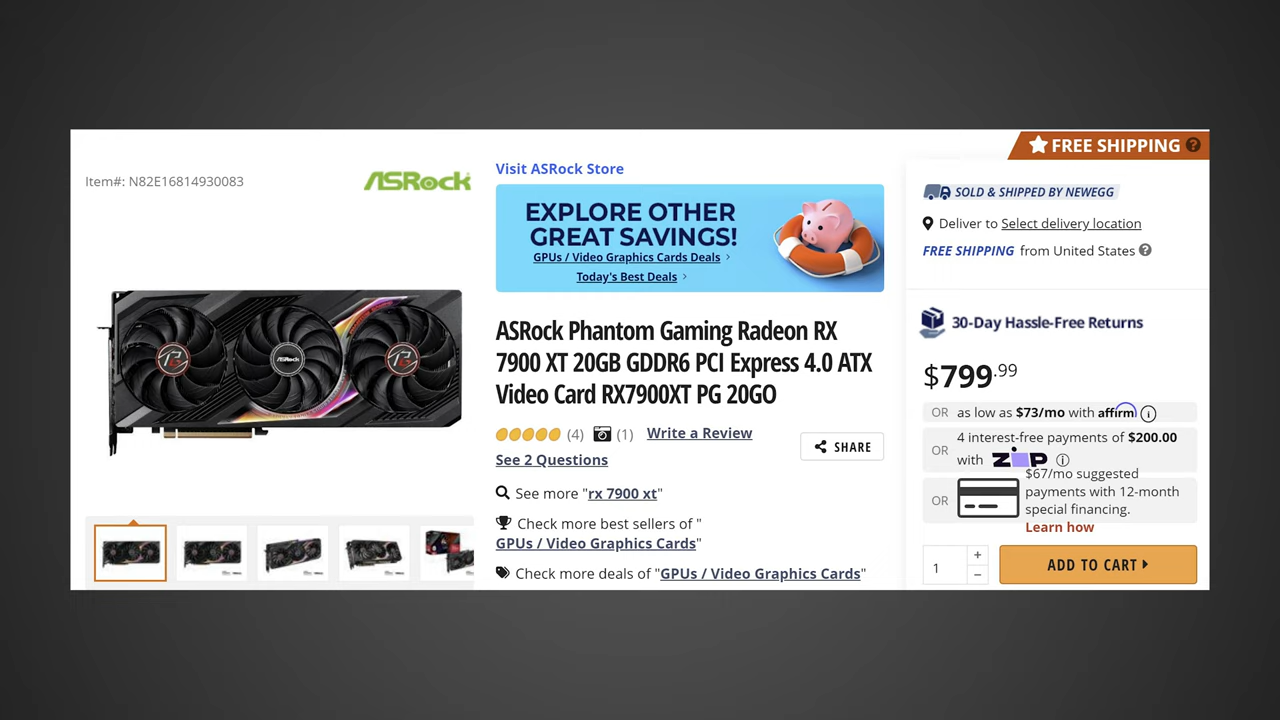 Item#: N82E16814930083
ASRock
Visit ASRock Store
EXPLORE OTHER
GREAT SAVINGS!
GPUs / Video Graphics Cards Deals
Today's Best Deals
ASRock Phantom Gaming Radeon RX
7900 XT 20GB GDDR6 PCI Express 4.0 ATX
Video Card RX7900XT PG 20GO
(4) (1) Write a Review
See 2 Questions
SHARE
See more "rx 7900 xt"
Check more best sellers of "
GPUs / Video Graphics Cards"
Check more deals of "GPUs / Video Graphics Cards"
FREE SHIPPING ?
SOLD & SHIPPED BY NEWEGG
Deliver to Select delivery location
FREE SHIPPING from United States ?
30-Day Hassle-Free Returns
$799.99
OR as low as $73/mo with affirm
OR 4 interest-free payments of $200.00
with ZIP
OR $67/mo suggested
payments with 12-month
special financing.
Learn how
1 + −
ADD TO CART
ASRock